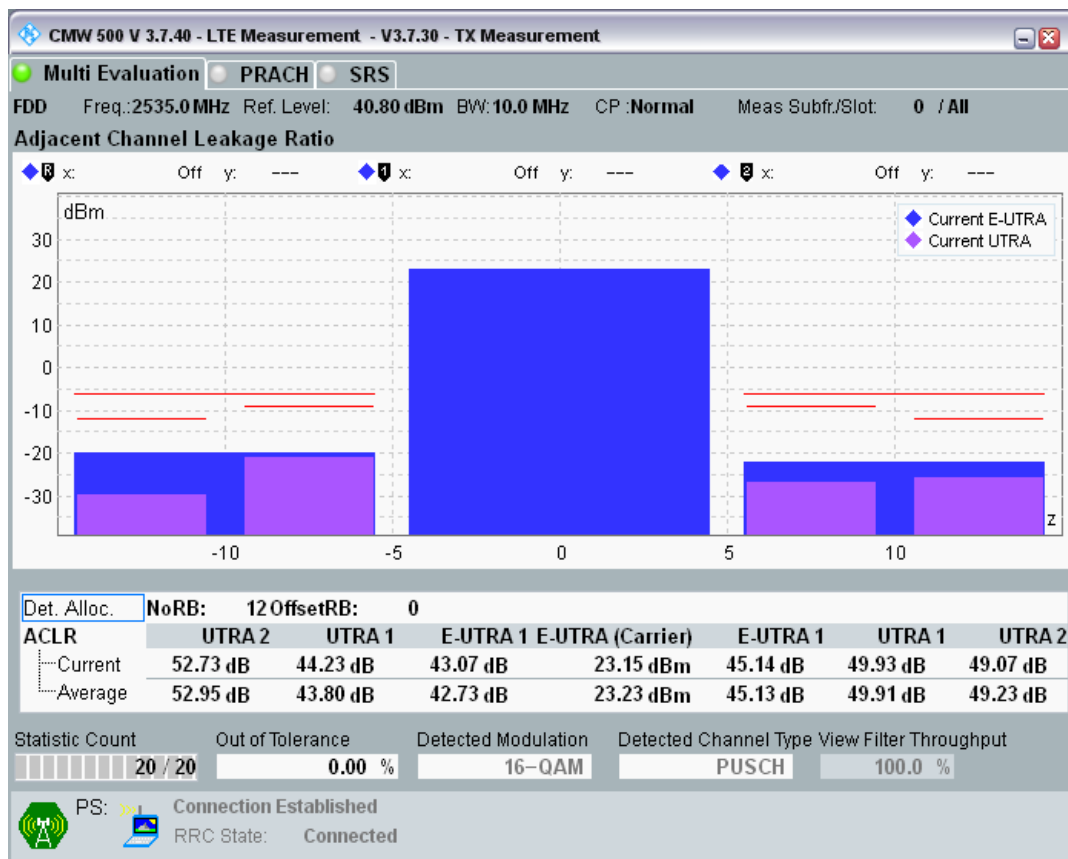 CMW 500 V 3.7.40 - LTE Measurement - V3.7.30 - TX Measurement
Multi Evaluation PRACH SRS
FDD Freq.:2535.0 MHz Ref. Level: 40.80 dBm BW:10.0 MHz CP :Normal Meas Subfr./Slot: 0 / All
Adjacent Channel Leakage Ratio
R x: Off y: --- 1 x: Off y: --- 2 x: Off y: ---
dBm
Current E-UTRA
Current UTRA
30
20
10
0
-10
-20
-30
z
-10 -5 0 5 10
Det. Alloc. NoRB: 12 OffsetRB: 0
ACLR UTRA 2 UTRA 1 E-UTRA 1 E-UTRA (Carrier) E-UTRA 1 UTRA 1 UTRA 2
Current 52.73 dB 44.23 dB 43.07 dB 23.15 dBm 45.14 dB 49.93 dB 49.07 dB
Average 52.95 dB 43.80 dB 42.73 dB 23.23 dBm 45.13 dB 49.91 dB 49.23 dB
Statistic Count Out of Tolerance Detected Modulation Detected Channel Type View Filter Throughput
20 / 20 0.00 % 16-QAM PUSCH 100.0 %
PS: Connection Established
RRC State: Connected